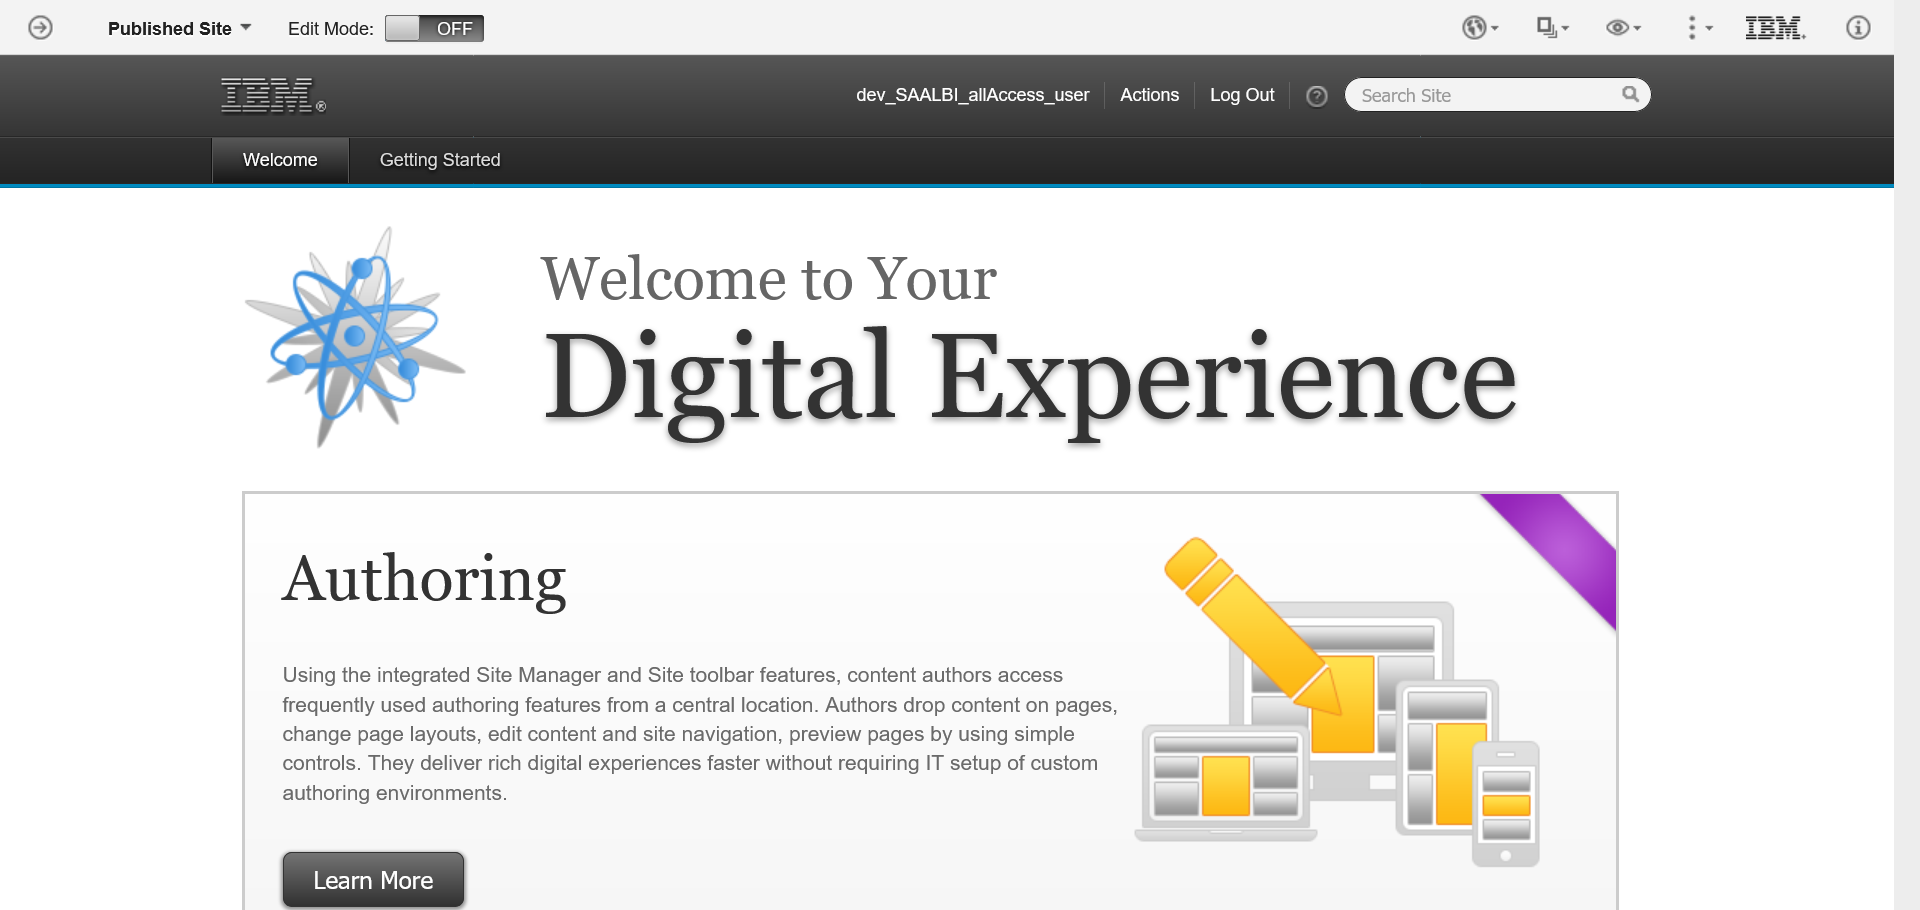 Published Site
Edit Mode: OFF
IBM®
IBM®
dev_SAALBI_allAccess_user
Actions
Log Out
?
Search Site
Welcome
Getting Started
Welcome to Your
Digital Experience
Authoring
Using the integrated Site Manager and Site toolbar features, content authors access
frequently used authoring features from a central location. Authors drop content on pages,
change page layouts, edit content and site navigation, preview pages by using simple
controls. They deliver rich digital experiences faster without requiring IT setup of custom
authoring environments.
Learn More